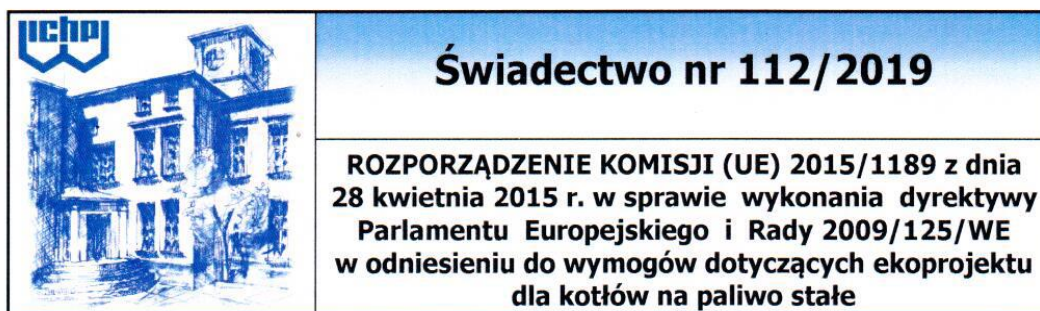 ichpw
Świadectwo nr 112/2019
ROZPORZĄDZENIE KOMISJI (UE) 2015/1189 z dnia
28 kwietnia 2015 r. w sprawie wykonania dyrektywy
Parlamentu Europejskiego i Rady 2009/125/WE
w odniesieniu do wymogów dotyczących ekoprojektu
dla kotłów na paliwo stałe